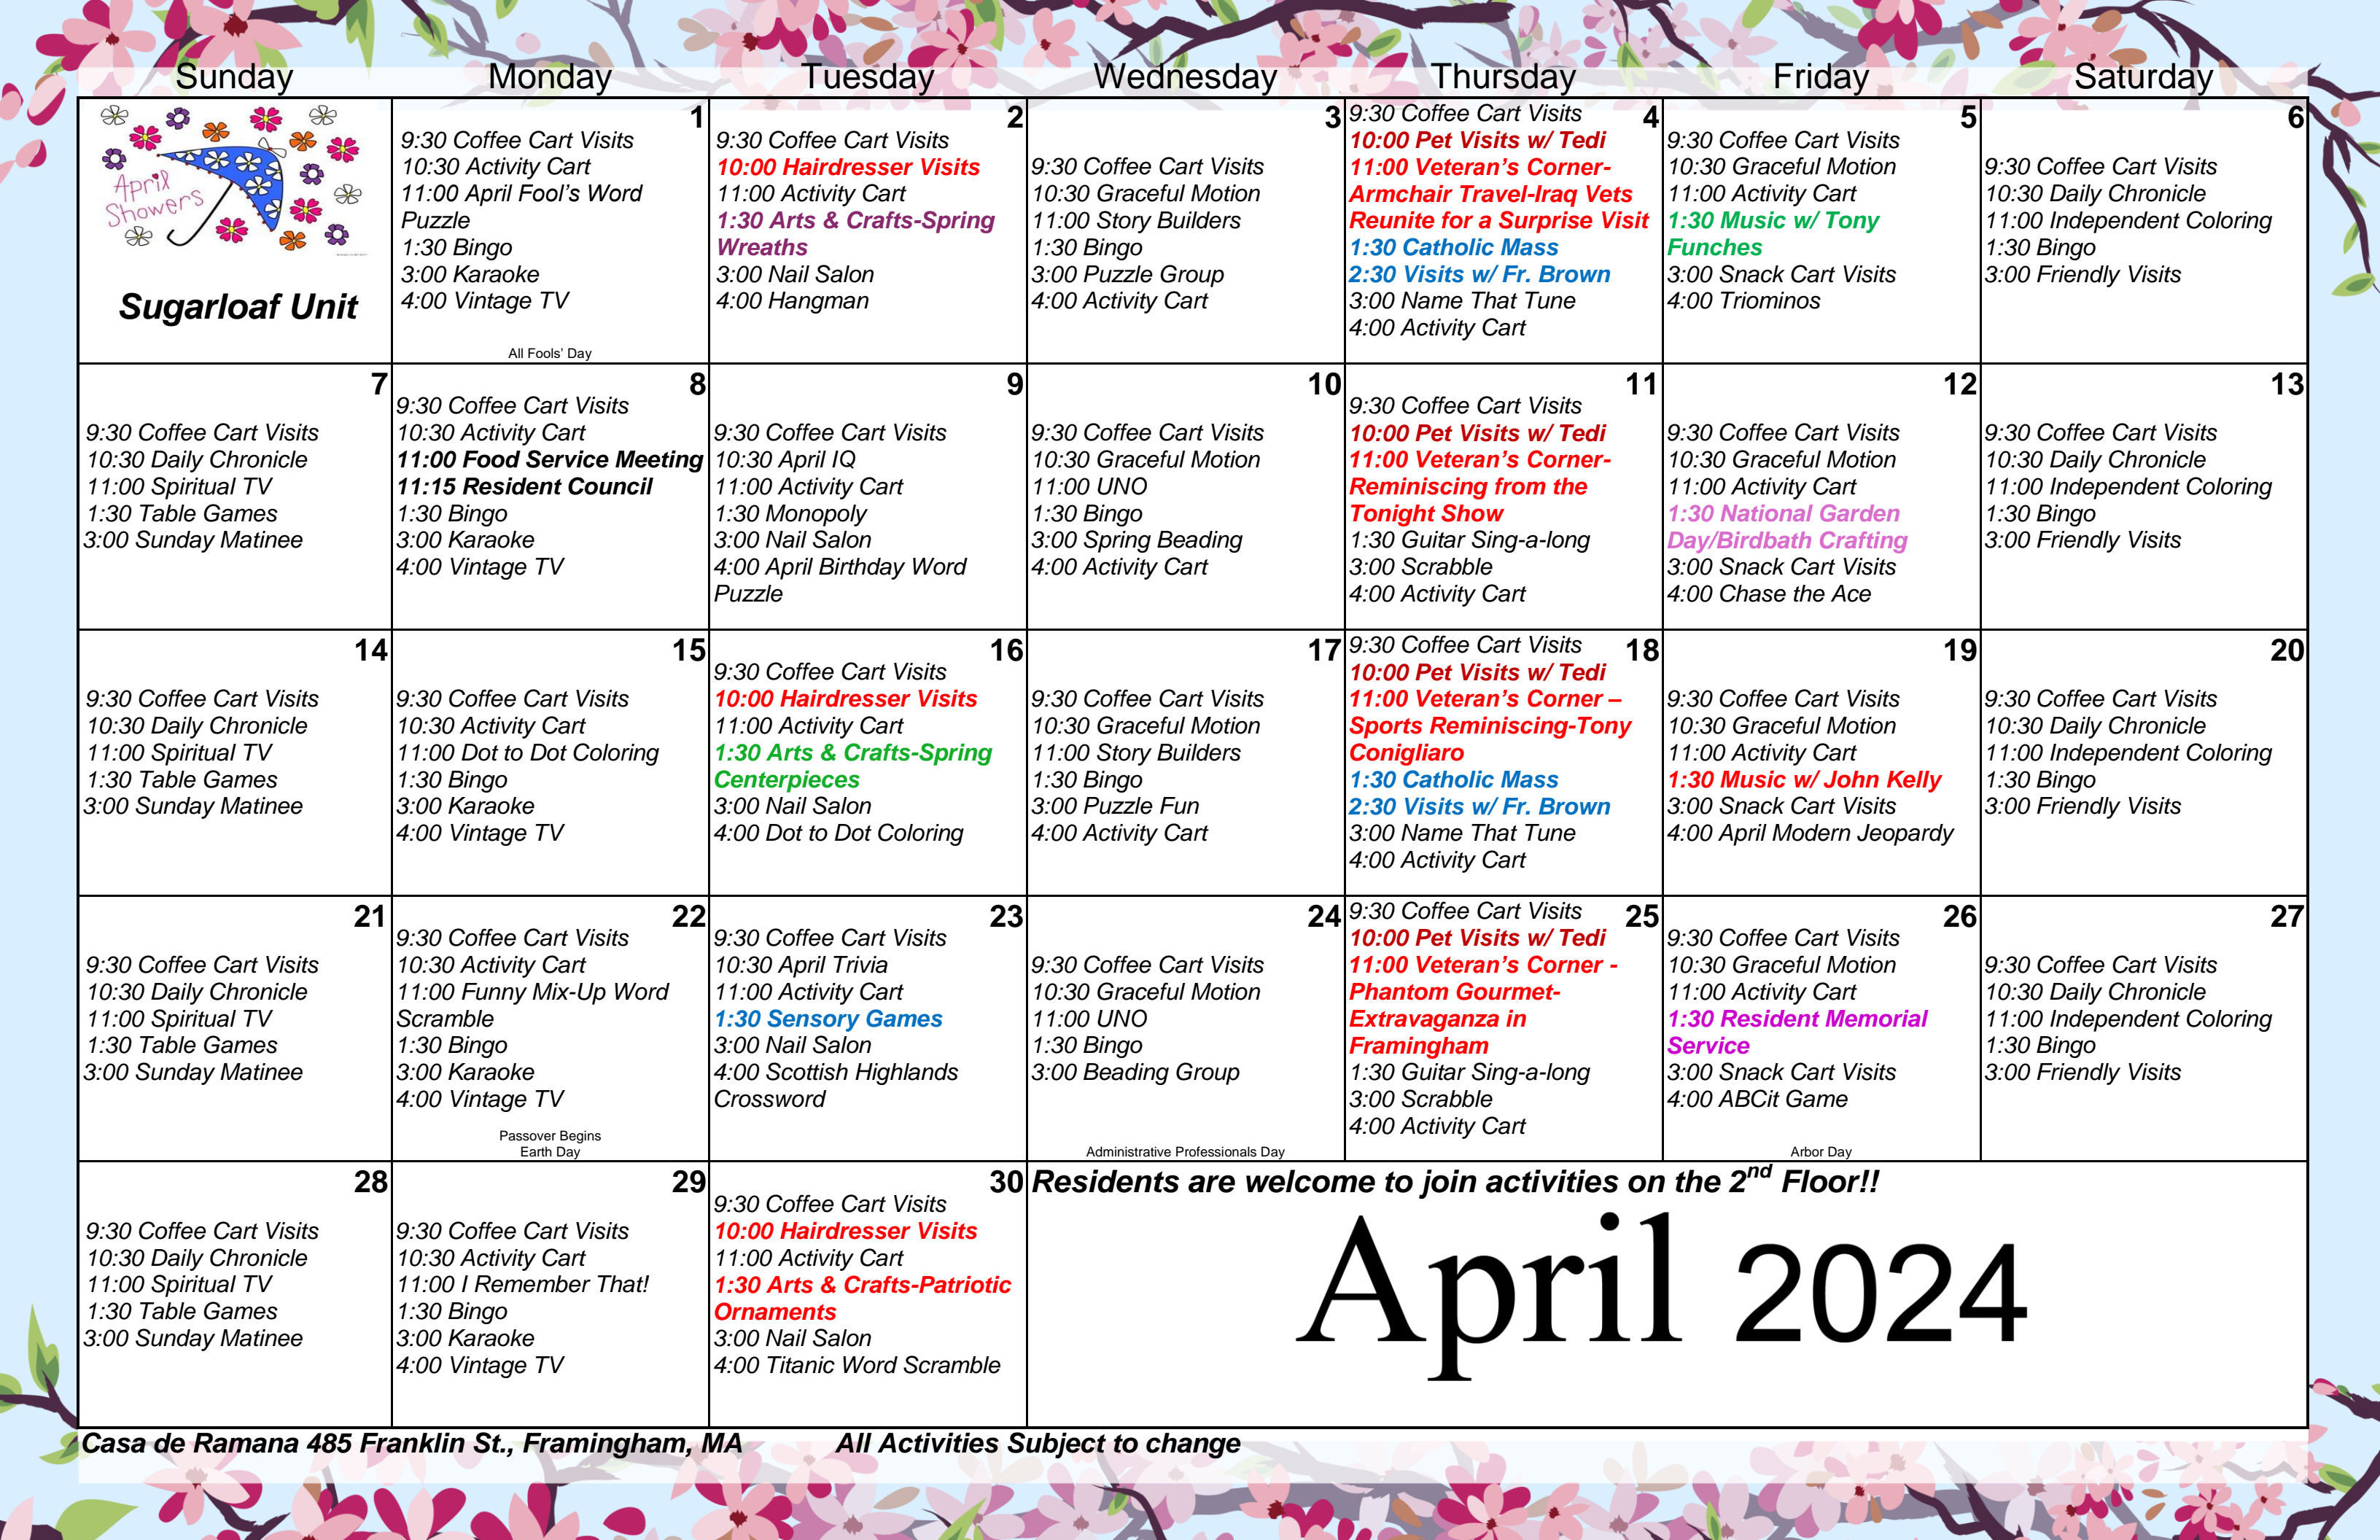 Sunday
Monday
Tuesday
Wednesday
Thursday
Friday
Saturday
April
Showers
Sugarloaf Unit
1
9:30 Coffee Cart Visits
10:30 Activity Cart
11:00 April Fool’s Word
Puzzle
1:30 Bingo
3:00 Karaoke
4:00 Vintage TV
All Fools’ Day
2
9:30 Coffee Cart Visits
10:00 Hairdresser Visits
11:00 Activity Cart
1:30 Arts & Crafts-Spring
Wreaths
3:00 Nail Salon
4:00 Hangman
3
9:30 Coffee Cart Visits
10:30 Graceful Motion
11:00 Story Builders
1:30 Bingo
3:00 Puzzle Group
4:00 Activity Cart
4
9:30 Coffee Cart Visits
10:00 Pet Visits w/ Tedi
11:00 Veteran’s Corner-
Armchair Travel-Iraq Vets
Reunite for a Surprise Visit
1:30 Catholic Mass
2:30 Visits w/ Fr. Brown
3:00 Name That Tune
4:00 Activity Cart
5
9:30 Coffee Cart Visits
10:30 Graceful Motion
11:00 Activity Cart
1:30 Music w/ Tony
Funches
3:00 Snack Cart Visits
4:00 Triominos
6
9:30 Coffee Cart Visits
10:30 Daily Chronicle
11:00 Independent Coloring
1:30 Bingo
3:00 Friendly Visits
7
9:30 Coffee Cart Visits
10:30 Daily Chronicle
11:00 Spiritual TV
1:30 Table Games
3:00 Sunday Matinee
8
9:30 Coffee Cart Visits
10:30 Activity Cart
11:00 Food Service Meeting
11:15 Resident Council
1:30 Bingo
3:00 Karaoke
4:00 Vintage TV
9
9:30 Coffee Cart Visits
10:30 April IQ
11:00 Activity Cart
1:30 Monopoly
3:00 Nail Salon
4:00 April Birthday Word
Puzzle
10
9:30 Coffee Cart Visits
10:30 Graceful Motion
11:00 UNO
1:30 Bingo
3:00 Spring Beading
4:00 Activity Cart
11
9:30 Coffee Cart Visits
10:00 Pet Visits w/ Tedi
11:00 Veteran’s Corner-
Reminiscing from the
Tonight Show
1:30 Guitar Sing-a-long
3:00 Scrabble
4:00 Activity Cart
12
9:30 Coffee Cart Visits
10:30 Graceful Motion
11:00 Activity Cart
1:30 National Garden
Day/Birdbath Crafting
3:00 Snack Cart Visits
4:00 Chase the Ace
13
9:30 Coffee Cart Visits
10:30 Daily Chronicle
11:00 Independent Coloring
1:30 Bingo
3:00 Friendly Visits
14
9:30 Coffee Cart Visits
10:30 Daily Chronicle
11:00 Spiritual TV
1:30 Table Games
3:00 Sunday Matinee
15
9:30 Coffee Cart Visits
10:30 Activity Cart
11:00 Dot to Dot Coloring
1:30 Bingo
3:00 Karaoke
4:00 Vintage TV
16
9:30 Coffee Cart Visits
10:00 Hairdresser Visits
11:00 Activity Cart
1:30 Arts & Crafts-Spring
Centerpieces
3:00 Nail Salon
4:00 Dot to Dot Coloring
17
9:30 Coffee Cart Visits
10:30 Graceful Motion
11:00 Story Builders
1:30 Bingo
3:00 Puzzle Fun
4:00 Activity Cart
18
9:30 Coffee Cart Visits
10:00 Pet Visits w/ Tedi
11:00 Veteran’s Corner –
Sports Reminiscing-Tony
Conigliaro
1:30 Catholic Mass
2:30 Visits w/ Fr. Brown
3:00 Name That Tune
4:00 Activity Cart
19
9:30 Coffee Cart Visits
10:30 Graceful Motion
11:00 Activity Cart
1:30 Music w/ John Kelly
3:00 Snack Cart Visits
4:00 April Modern Jeopardy
20
9:30 Coffee Cart Visits
10:30 Daily Chronicle
11:00 Independent Coloring
1:30 Bingo
3:00 Friendly Visits
21
9:30 Coffee Cart Visits
10:30 Daily Chronicle
11:00 Spiritual TV
1:30 Table Games
3:00 Sunday Matinee
22
9:30 Coffee Cart Visits
10:30 Activity Cart
11:00 Funny Mix-Up Word
Scramble
1:30 Bingo
3:00 Karaoke
4:00 Vintage TV
Passover Begins
Earth Day
23
9:30 Coffee Cart Visits
10:30 April Trivia
11:00 Activity Cart
1:30 Sensory Games
3:00 Nail Salon
4:00 Scottish Highlands
Crossword
24
9:30 Coffee Cart Visits
10:30 Graceful Motion
11:00 UNO
1:30 Bingo
3:00 Beading Group
Administrative Professionals Day
25
9:30 Coffee Cart Visits
10:00 Pet Visits w/ Tedi
11:00 Veteran’s Corner -
Phantom Gourmet-
Extravaganza in
Framingham
1:30 Guitar Sing-a-long
3:00 Scrabble
4:00 Activity Cart
26
9:30 Coffee Cart Visits
10:30 Graceful Motion
11:00 Activity Cart
1:30 Resident Memorial
Service
3:00 Snack Cart Visits
4:00 ABCit Game
Arbor Day
27
9:30 Coffee Cart Visits
10:30 Daily Chronicle
11:00 Independent Coloring
1:30 Bingo
3:00 Friendly Visits
28
9:30 Coffee Cart Visits
10:30 Daily Chronicle
11:00 Spiritual TV
1:30 Table Games
3:00 Sunday Matinee
29
9:30 Coffee Cart Visits
10:30 Activity Cart
11:00 I Remember That!
1:30 Bingo
3:00 Karaoke
4:00 Vintage TV
30
9:30 Coffee Cart Visits
10:00 Hairdresser Visits
11:00 Activity Cart
1:30 Arts & Crafts-Patriotic
Ornaments
3:00 Nail Salon
4:00 Titanic Word Scramble
Residents are welcome to join activities on the 2nd Floor!!
April 2024
Casa de Ramana 485 Franklin St., Framingham, MA All Activities Subject to change